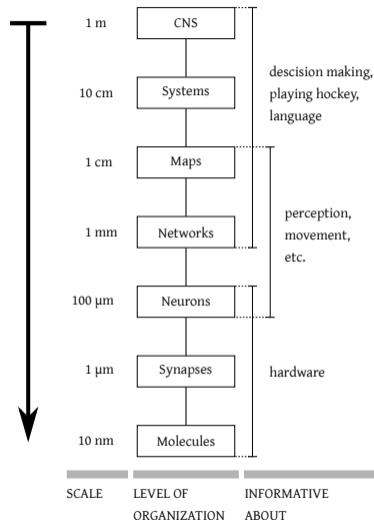 1 m
CNS
10 cm
Systems
descision making,
playing hockey,
language
1 cm
Maps
1 mm
Networks
perception,
movement,
etc.
100 µm
Neurons
1 µm
Synapses
hardware
10 nm
Molecules
SCALE
LEVEL OF
ORGANIZATION
INFORMATIVE
ABOUT